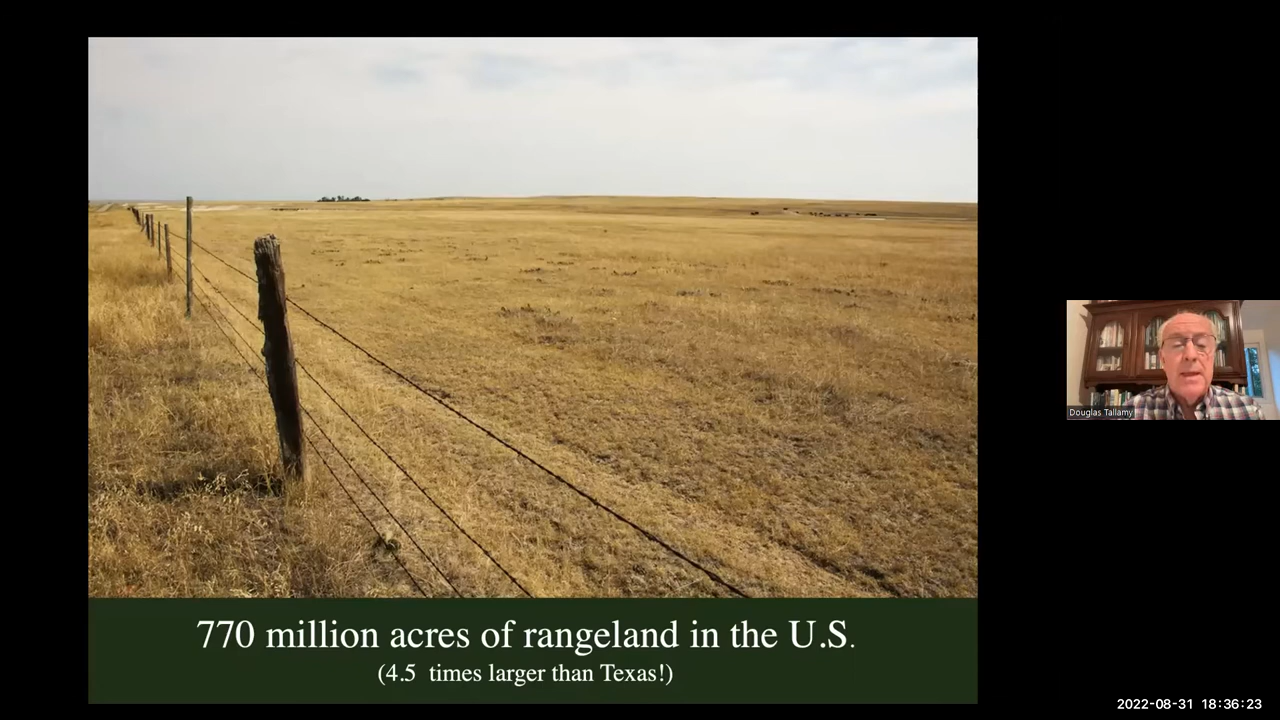 770 million acres of rangeland in the U.S.
(4.5  times larger than Texas!)
Douglas Tallamy
2022-08-31 18:36:23